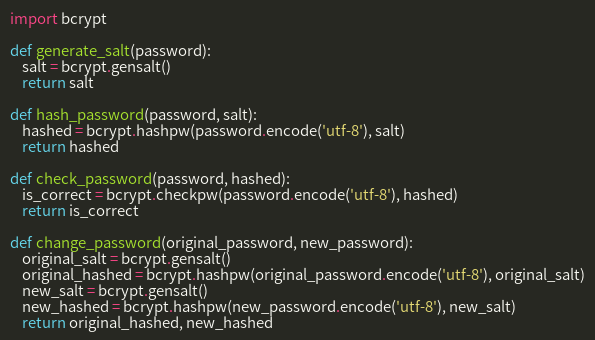 import bcrypt
def generate_salt(password):
salt = bcrypt.gensalt()
return salt
def hash_password(password, salt):
hashed = bcrypt.hashpw(password.encode('utf-8'), salt)
return hashed
def check_password(password, hashed):
is_correct = bcrypt.checkpw(password.encode('utf-8'), hashed)
return is_correct
def change_password(original_password, new_password):
original_salt = bcrypt.gensalt()
original_hashed = bcrypt.hashpw(original_password.encode('utf-8'), original_salt)
new_salt = bcrypt.gensalt()
new_hashed = bcrypt.hashpw(new_password.encode('utf-8'), new_salt)
return original_hashed, new_hashed